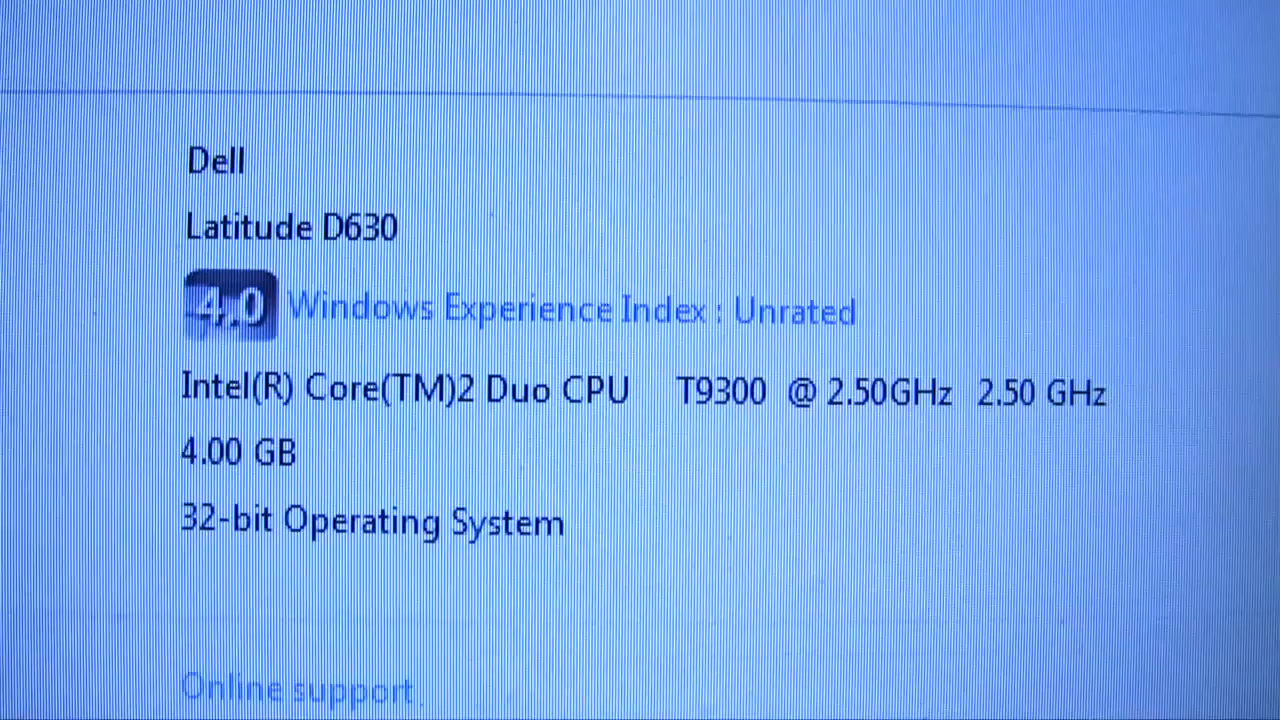 Dell
Latitude D630
4.0 Windows Experience Index : Unrated
Intel(R) Core(TM)2 Duo CPU T9300 @ 2.50GHz 2.50 GHz
4.00 GB
32-bit Operating System
Online support